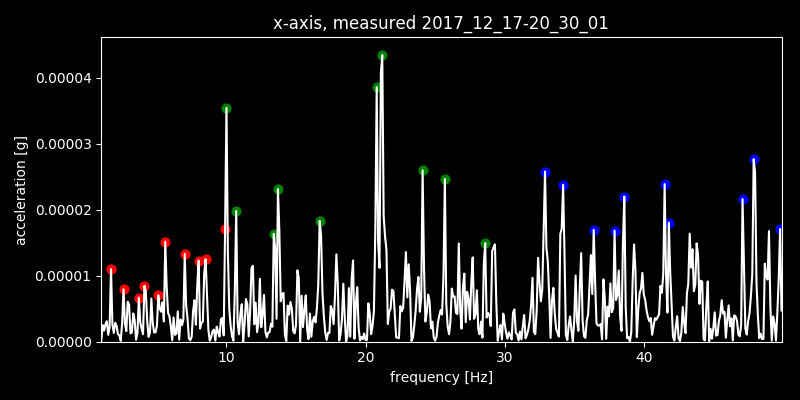 x-axis, measured 2017_12_17-20_30_01
acceleration [g]
0.00004
0.00003
0.00002
0.00001
0.00000
10 20 30 40
frequency [Hz]